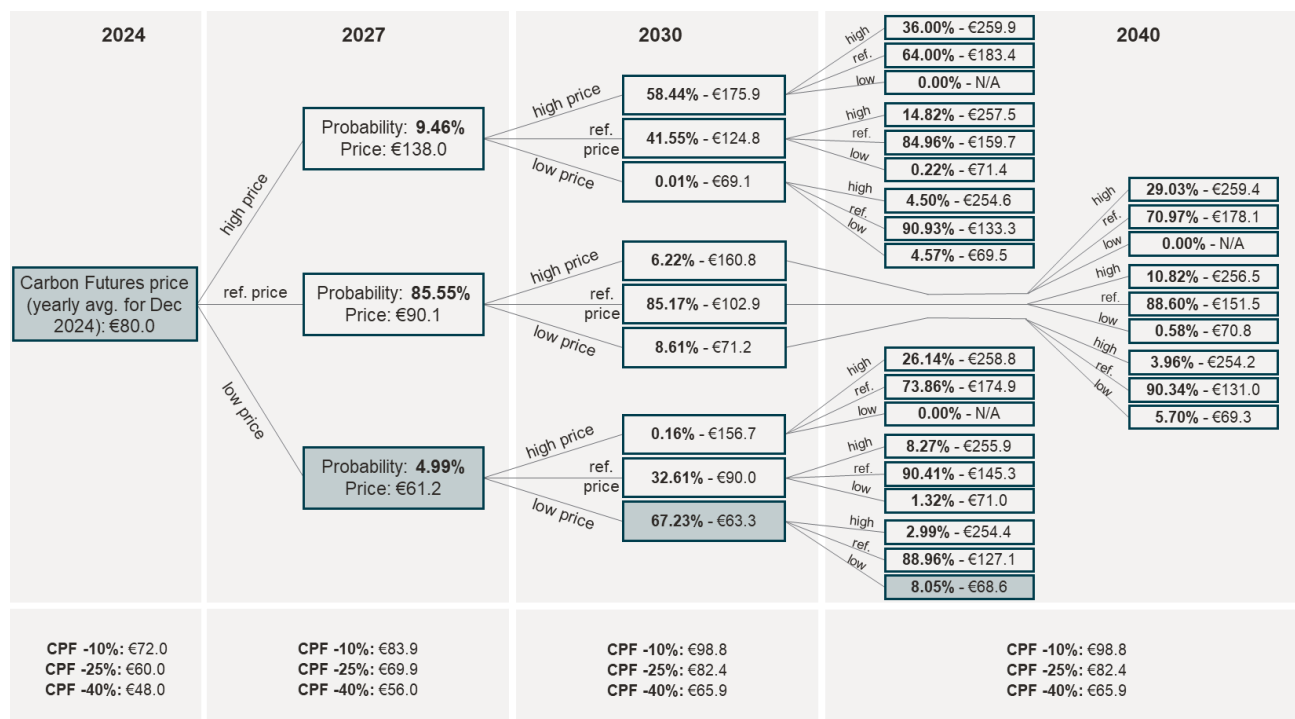 2024
2027
2030
2040
Carbon Futures price
(yearly avg. for Dec
2024): €80.0
high price
ref. price
low price
Probability: 9.46%
Price: €138.0
high price
ref.
price
low price
58.44% - €175.9
41.55% - €124.8
0.01% - €69.1
high
ref.
low
36.00% - €259.9
64.00% - €183.4
0.00% - N/A
high
ref.
low
14.82% - €257.5
84.96% - €159.7
0.22% - €71.4
high
ref.
low
4.50% - €254.6
90.93% - €133.3
4.57% - €69.5
Probability: 85.55%
Price: €90.1
high price
ref.
price
low price
6.22% - €160.8
85.17% - €102.9
8.61% - €71.2
high
ref.
low
29.03% - €259.4
70.97% - €178.1
0.00% - N/A
high
ref.
low
10.82% - €256.5
88.60% - €151.5
0.58% - €70.8
high
ref.
low
3.96% - €254.2
90.34% - €131.0
5.70% - €69.3
Probability: 4.99%
Price: €61.2
high price
ref.
price
low price
0.16% - €156.7
32.61% - €90.0
67.23% - €63.3
high
ref.
low
26.14% - €258.8
73.86% - €174.9
0.00% - N/A
high
ref.
low
8.27% - €255.9
90.41% - €145.3
1.32% - €71.0
high
ref.
low
2.99% - €254.4
88.96% - €127.1
8.05% - €68.6
CPF -10%: €72.0
CPF -25%: €60.0
CPF -40%: €48.0
CPF -10%: €83.9
CPF -25%: €69.9
CPF -40%: €56.0
CPF -10%: €98.8
CPF -25%: €82.4
CPF -40%: €65.9
CPF -10%: €98.8
CPF -25%: €82.4
CPF -40%: €65.9